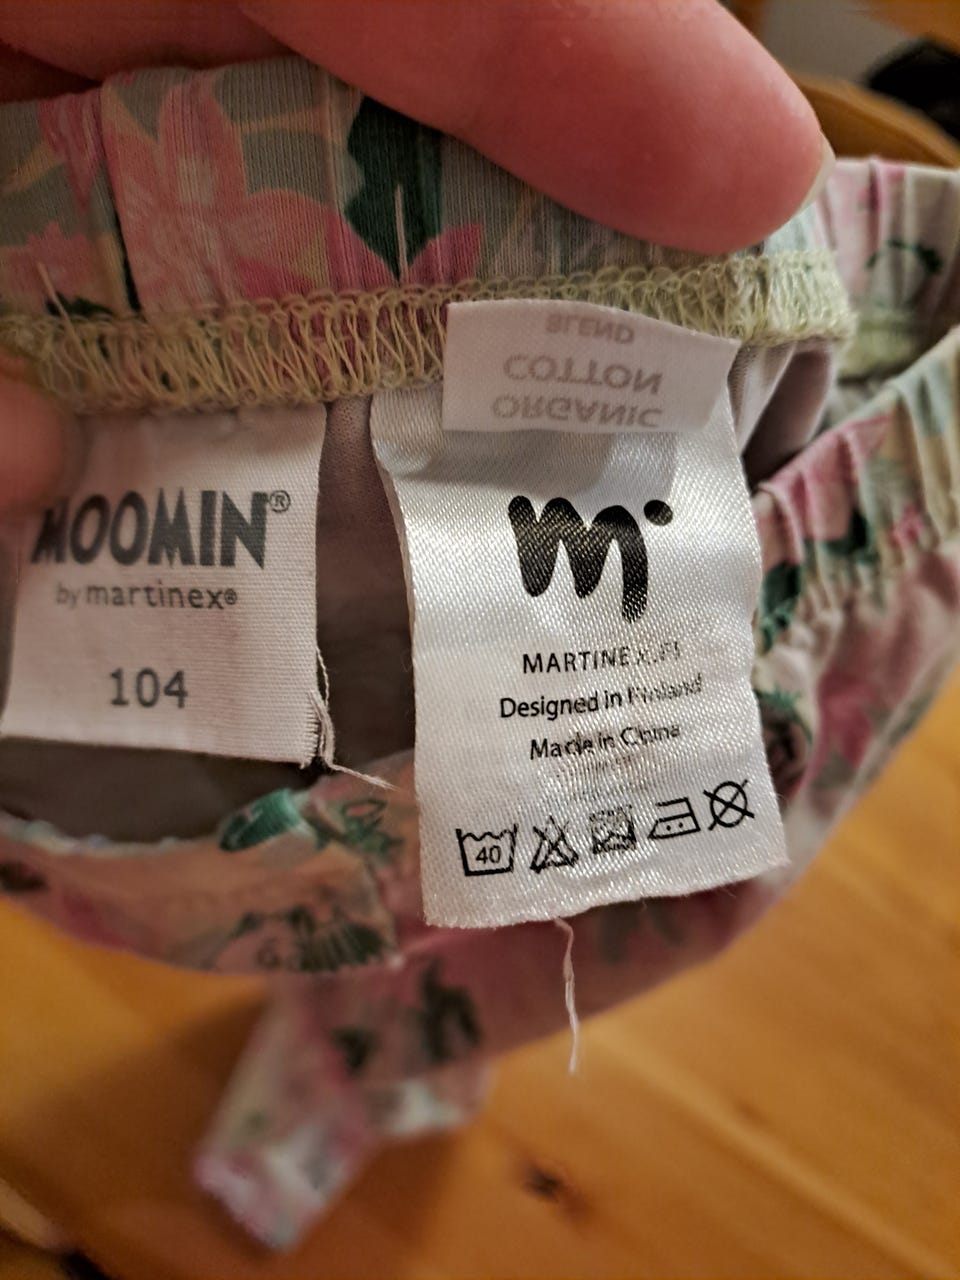 MOOMIN®
by martinex®
104
ORGANIC
COTTON
BLEND
m
MARTINEX.FI
Designed in Finland
Made in China
40